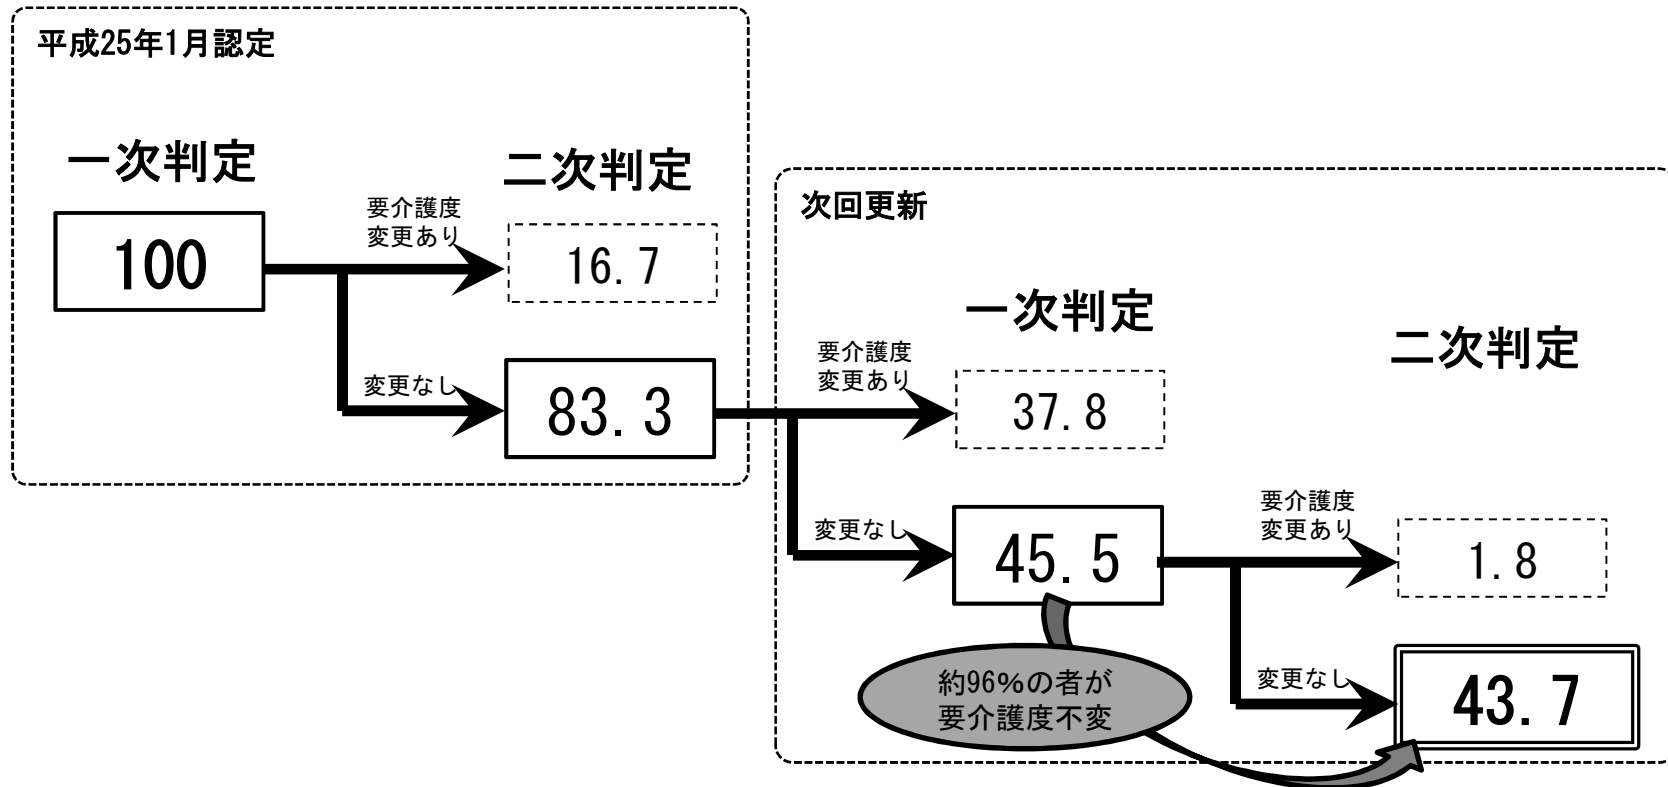 平成25年1月認定
一次判定
二次判定
100
要介護度
変更あり
16.7
変更なし
83.3
次回更新
一次判定
二次判定
要介護度
変更あり
37.8
変更なし
45.5
要介護度
変更あり
1.8
変更なし
43.7
約96%の者が
要介護度不変